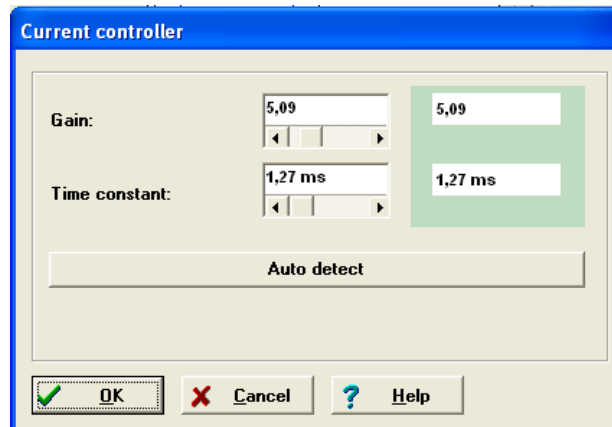 Current controller
Gain:
5,09
5,09
Time constant:
1,27 ms
1,27 ms
Auto detect
OK
Cancel
Help